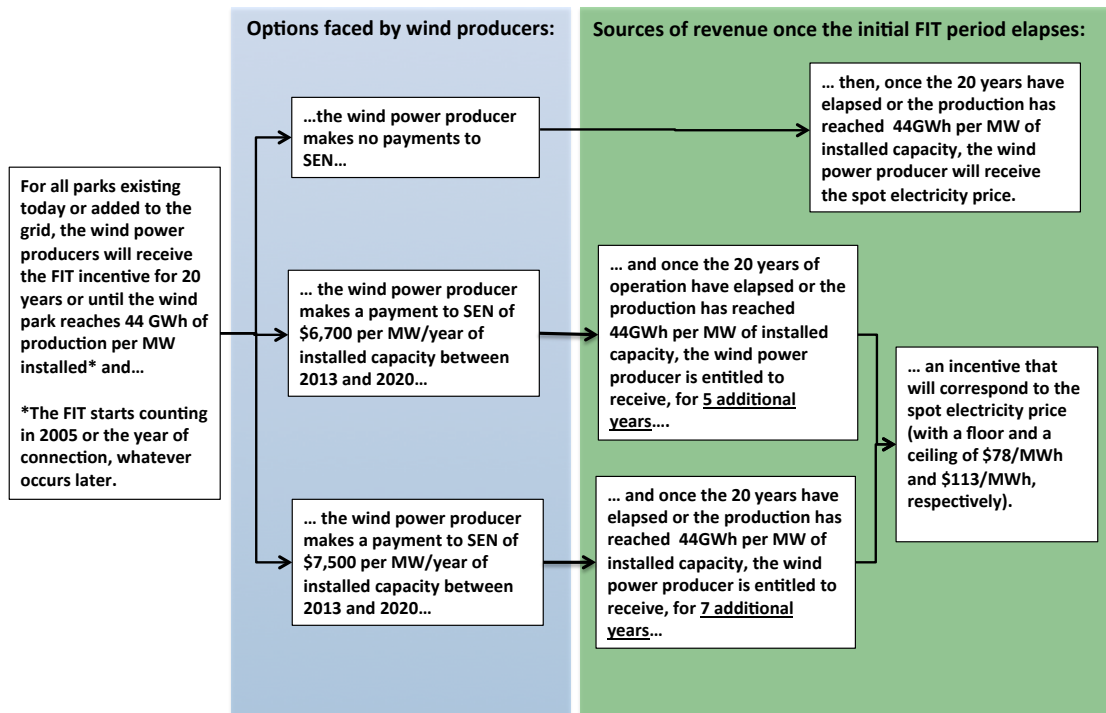 Options faced by wind producers:
Sources of revenue once the initial FIT period elapses:
For all parks existing
today or added to the
grid, the wind power
producers will receive
the FIT incentive for 20
years or until the wind
park reaches 44 GWh of
production per MW
installed* and…
*The FIT starts counting
in 2005 or the year of
connection, whatever
occurs later.
…the wind power producer
makes no payments to
SEN…
… then, once the 20 years have
elapsed or the production has
reached  44GWh per MW of
installed capacity, the wind
power producer will receive
the spot electricity price.
… the wind power producer
makes a payment to SEN of
$6,700 per MW/year of
installed capacity between
2013 and 2020…
… and once the 20 years of
operation have elapsed or the
production has reached
44GWh per MW of installed
capacity, the wind power
producer is entitled to
receive, for 5 additional
years….
… the wind power producer
makes a payment to SEN of
$7,500 per MW/year of
installed capacity between
2013 and 2020…
… and once the 20 years have
elapsed or the production has
reached  44GWh per MW of
installed capacity, the wind
power producer is entitled to
receive, for 7 additional
years…
… an incentive that
will correspond to the
spot electricity price
(with a floor and a
ceiling of $78/MWh
and $113/MWh,
respectively).